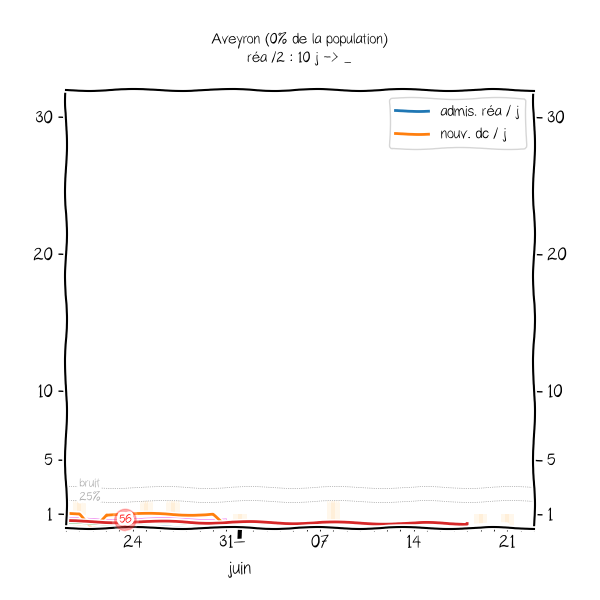 Aveyron (0% de la population)
réa /2 : 10 j -> _
admis. réa / j
nouv. dc / j
30 30
20 20
10 10
5 5
bruit
25%
1 56 1
24 31 07 14 21
juin